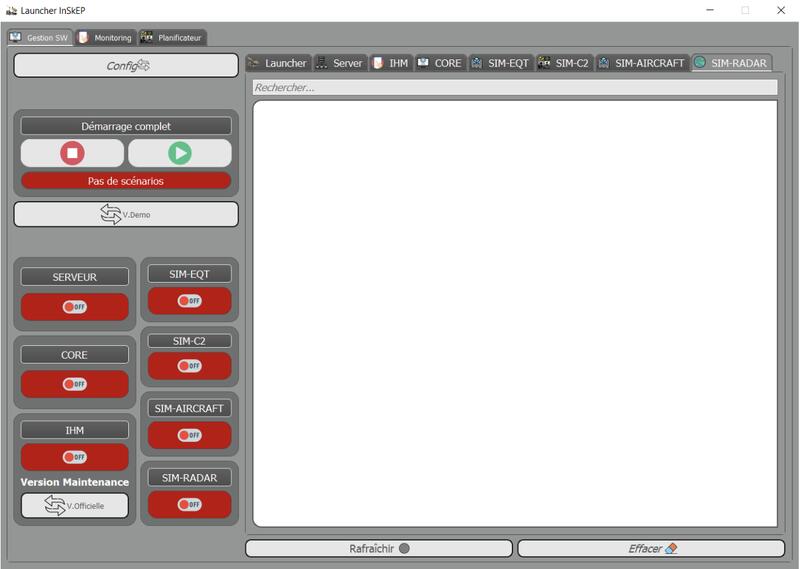 Launcher InSkEP
Gestion SW
Monitoring
Planificateur
Config
Démarrage complet
Pas de scénarios
V.Demo
SERVEUR
OFF
CORE
OFF
IHM
OFF
Version Maintenance
V.Officielle
SIM-EQT
OFF
SIM-C2
OFF
SIM-AIRCRAFT
OFF
SIM-RADAR
OFF
Launcher
Server
IHM
CORE
SIM-EQT
SIM-C2
SIM-AIRCRAFT
SIM-RADAR
Rechercher...
Rafraîchir
Effacer